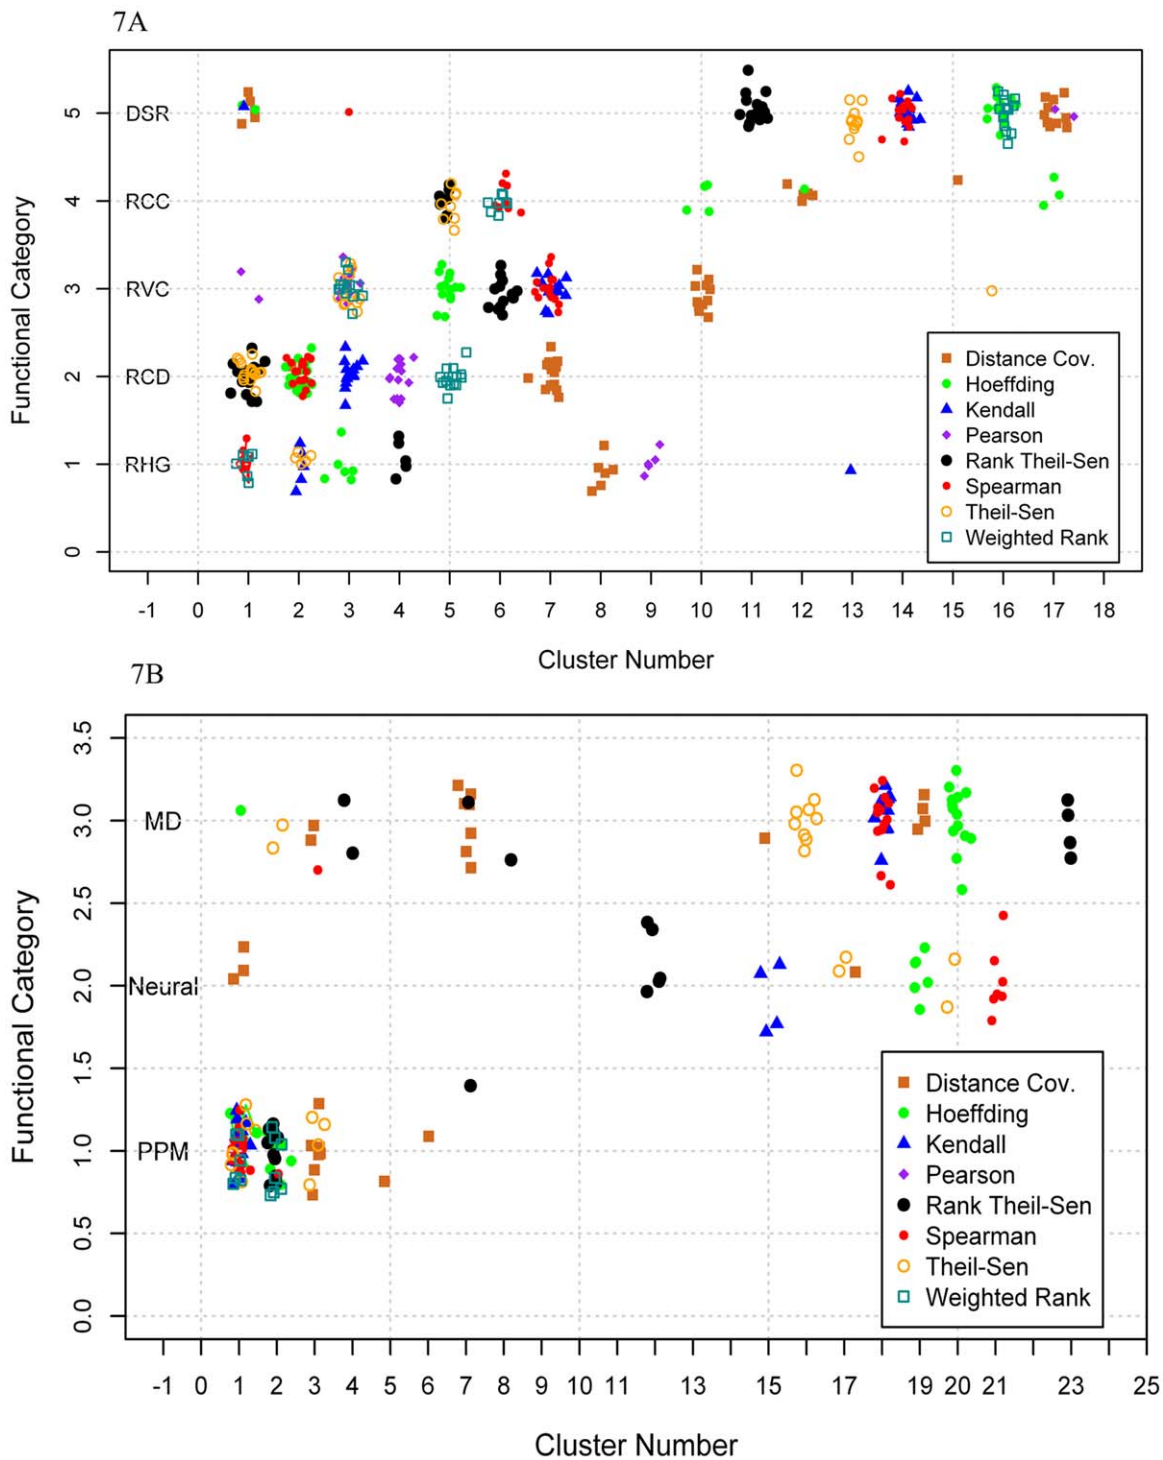 7A
Functional Category
DSR
RCC
RVC
RCD
RHG
5
4
3
2
1
0
Distance Cov.
Hoeffding
Kendall
Pearson
Rank Theil-Sen
Spearman
Theil-Sen
Weighted Rank
-1 0 1 2 3 4 5 6 7 8 9 10 11 12 13 14 15 16 17 18
Cluster Number
7B
Functional Category
3.5
3.0
2.5
2.0
1.5
1.0
0.5
0.0
MD
Neural
PPM
Distance Cov.
Hoeffding
Kendall
Pearson
Rank Theil-Sen
Spearman
Theil-Sen
Weighted Rank
-1 0 1 2 3 4 5 6 7 8 9 10 11 13 15 17 19 20 21 23 25
Cluster Number